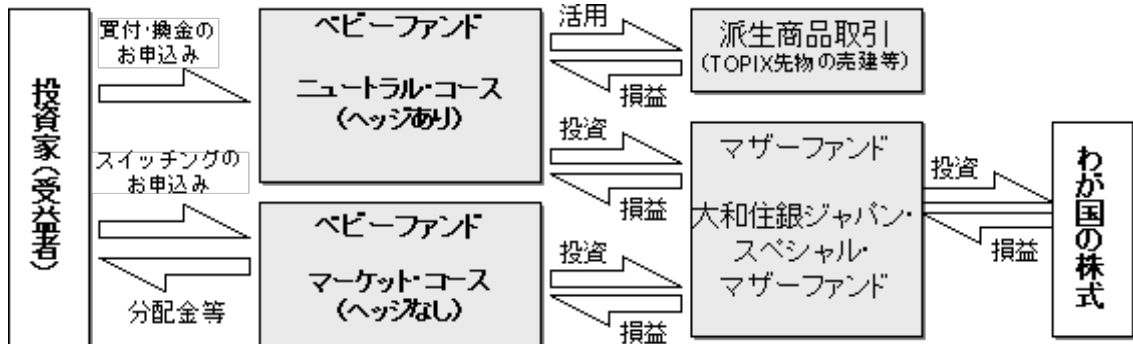 投資家（受益者）
買付・換金の
お申込み
スイッチングの
お申込み
分配金等
ベビーファンド
ニュートラル・コース
（ヘッジあり）
ベビーファンド
マーケット・コース
（ヘッジなし）
活用
損益
投資
損益
投資
損益
派生商品取引
（TOPIX先物の売建等）
マザーファンド
大和住銀ジャパン・
スペシャル・
マザーファンド
投資
損益
わが国の株式